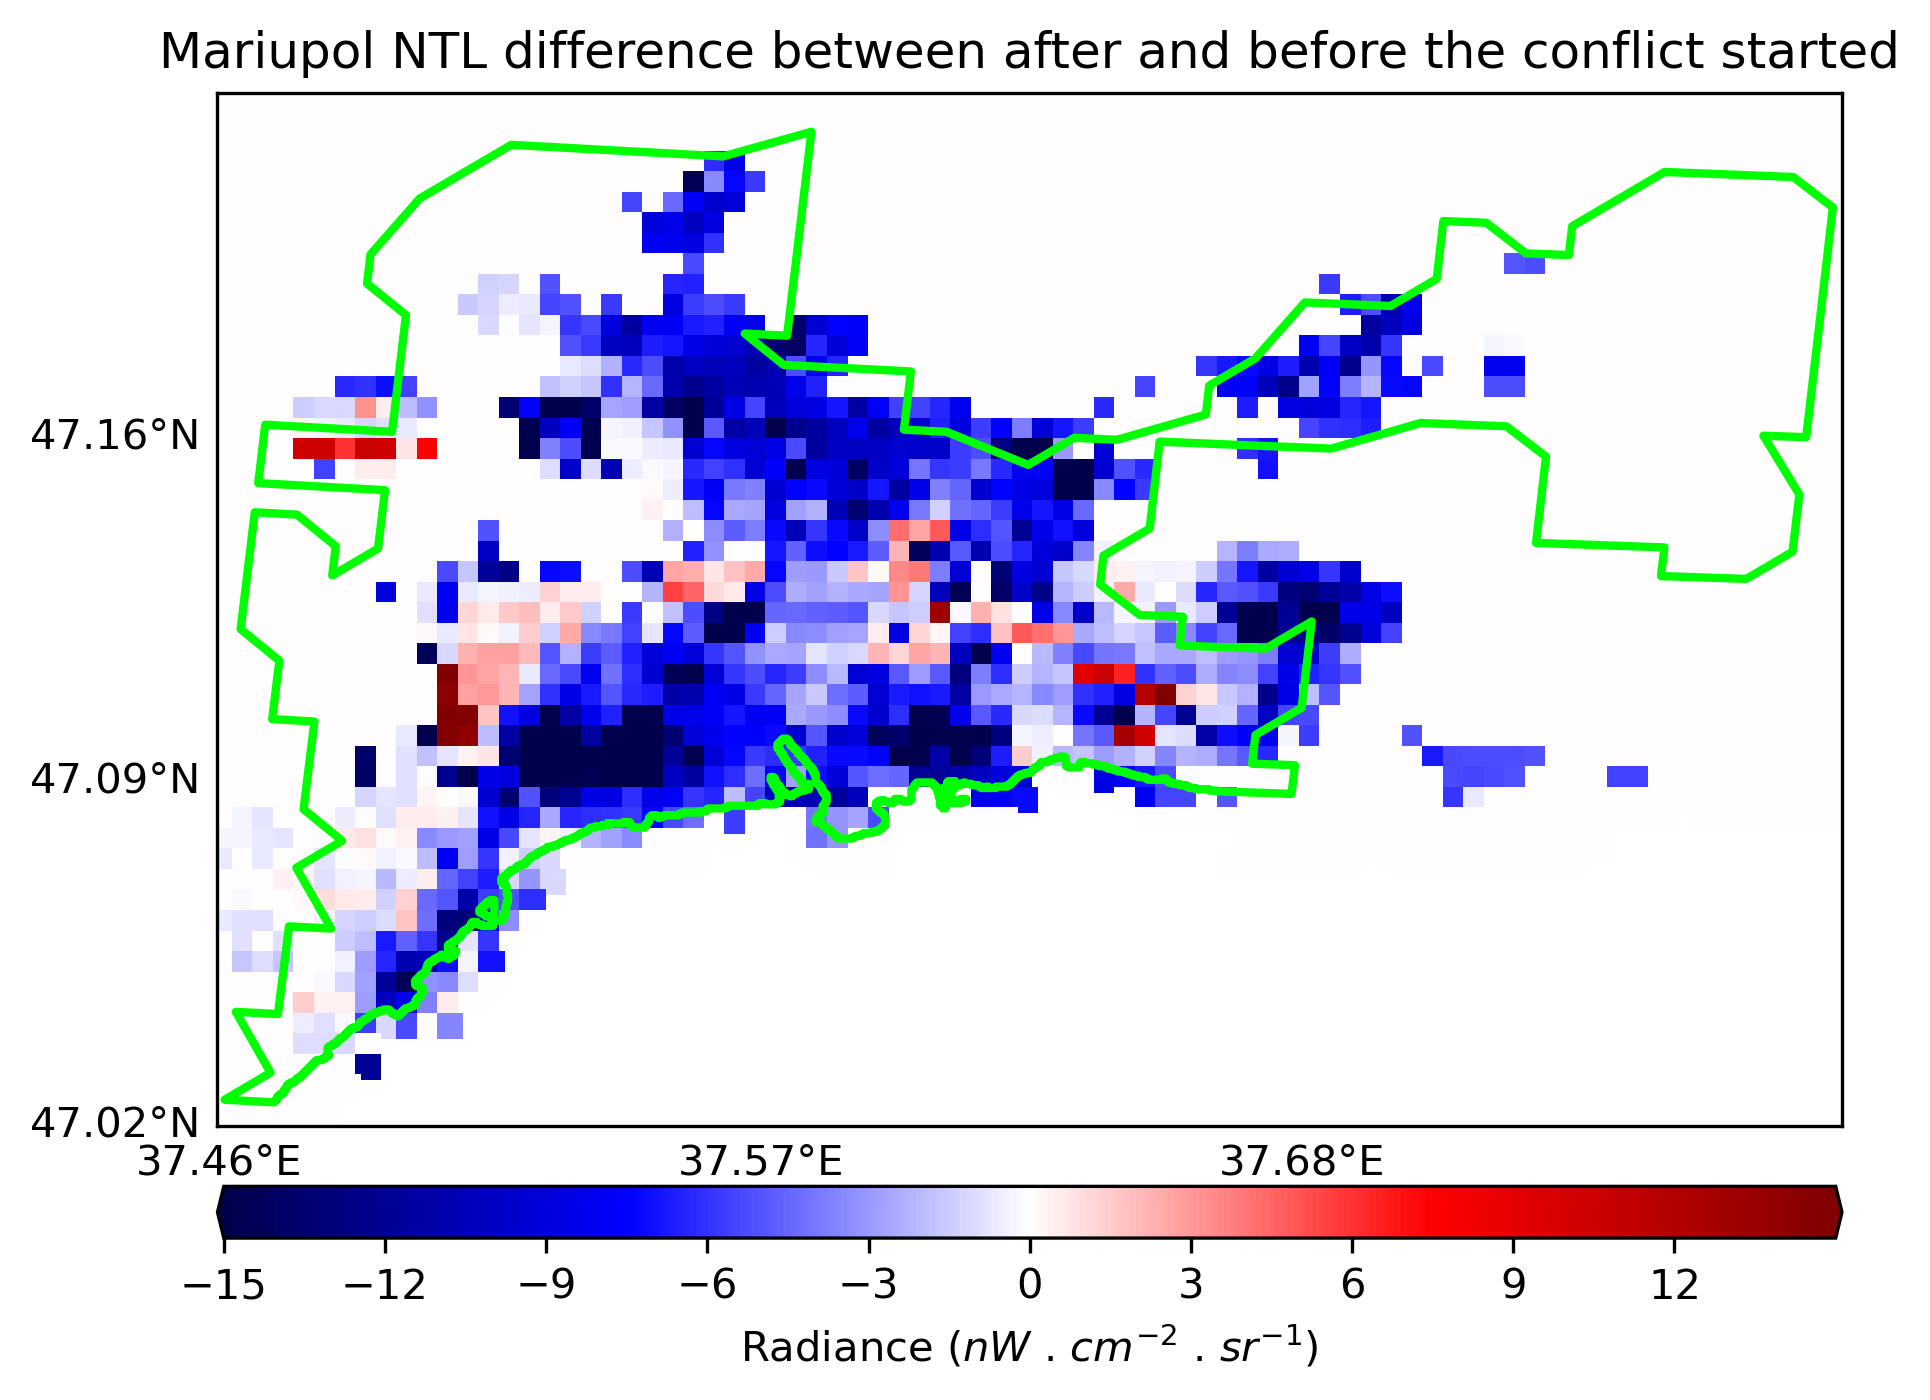 Mariupol NTL difference between after and before the conflict started
47.16°N
47.09°N
47.02°N
37.46°E 37.57°E 37.68°E
−15 −12 −9 −6 −3 0 3 6 9 12
Radiance (nW . cm⁻² . sr⁻¹)